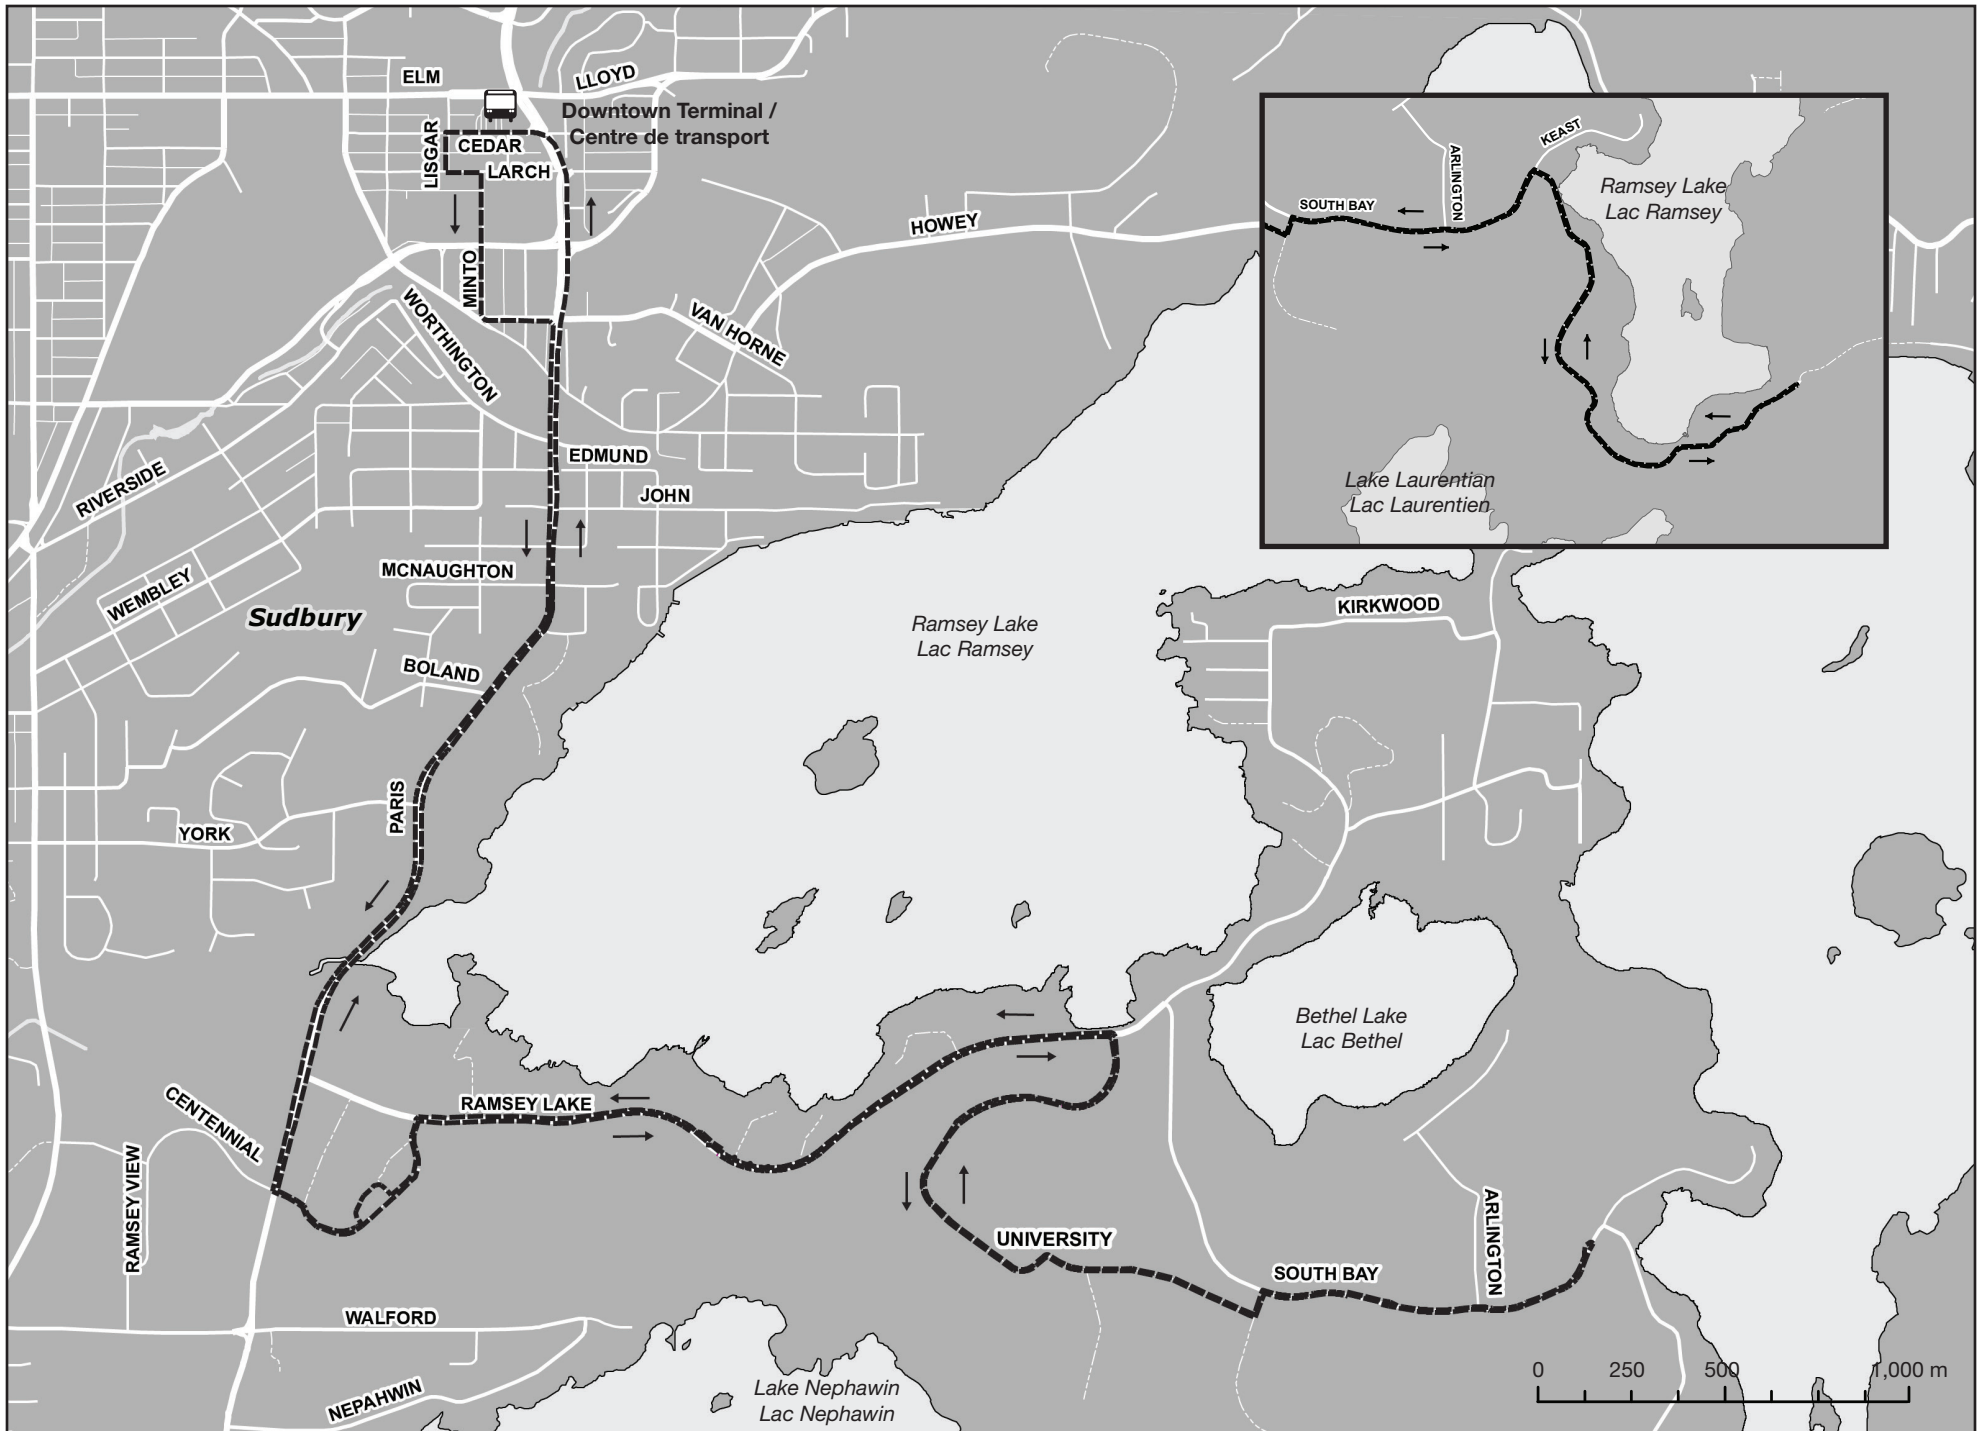 ELM
LLOYD
Downtown Terminal /
Centre de transport
LISGAR
CEDAR
LARCH
MINTO
HOWEY
VAN HORNE
WORTHINGTON
EDMUND
JOHN
RIVERSIDE
MCNAUGHTON
WEMBLEY
Sudbury
BOLAND
PARIS
YORK
Ramsey Lake
Lac Ramsey
KIRKWOOD
KEAST
ARLINGTON
SOUTH BAY
Ramsey Lake
Lac Ramsey
Lake Laurentian
Lac Laurentien
Bethel Lake
Lac Bethel
CENTENNIAL
RAMSEY LAKE
RAMSEY VIEW
UNIVERSITY
SOUTH BAY
ARLINGTON
WALFORD
NEPAHWIN
Lake Nephawin
Lac Nephawin
0 250 500 1,000 m